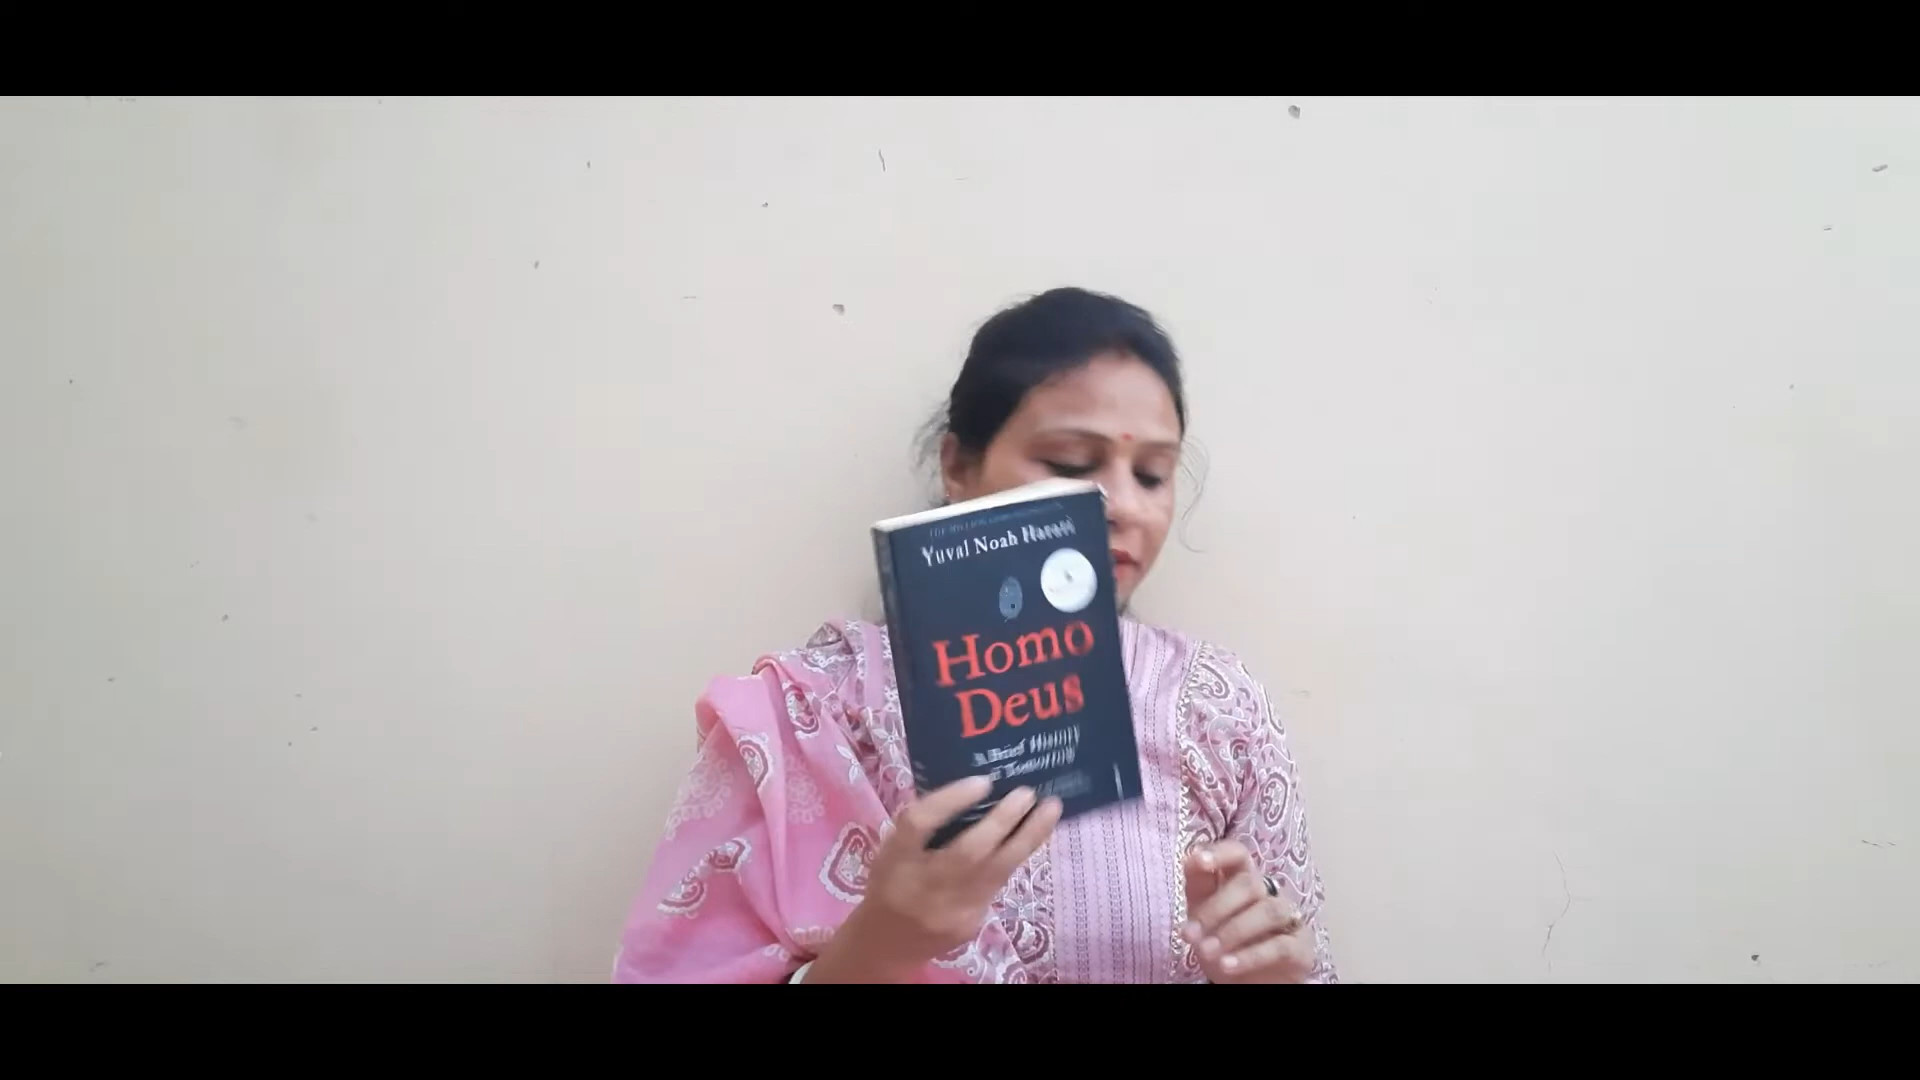 Yuval Noah Harari
Homo
Deus
A Brief History
of Tomorrow